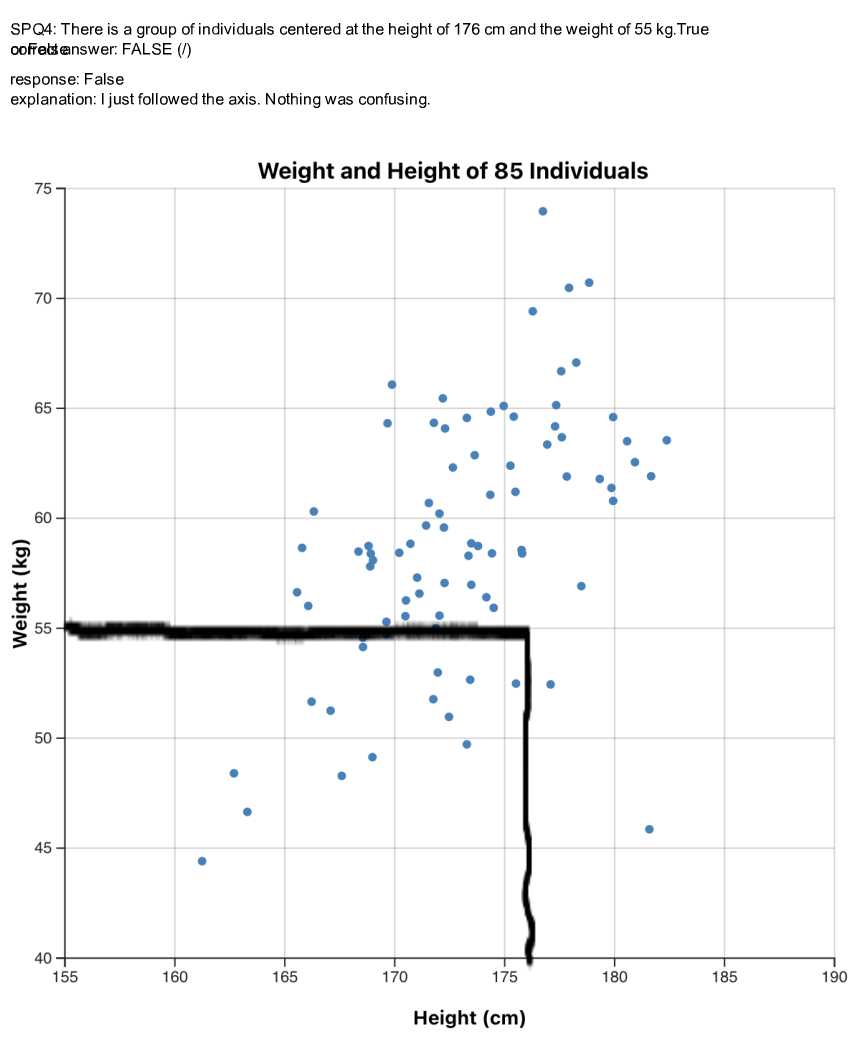 SPQ4: There is a group of individuals centered at the height of 176 cm and the weight of 55 kg.True
answer: FALSE (/)
response: False
explanation: I just followed the axis. Nothing was confusing.
Weight and Height of 85 Individuals
75
70
65
60
55
50
45
40
Weight (kg)
155 160 165 170 175 180 185 190
Height (cm)